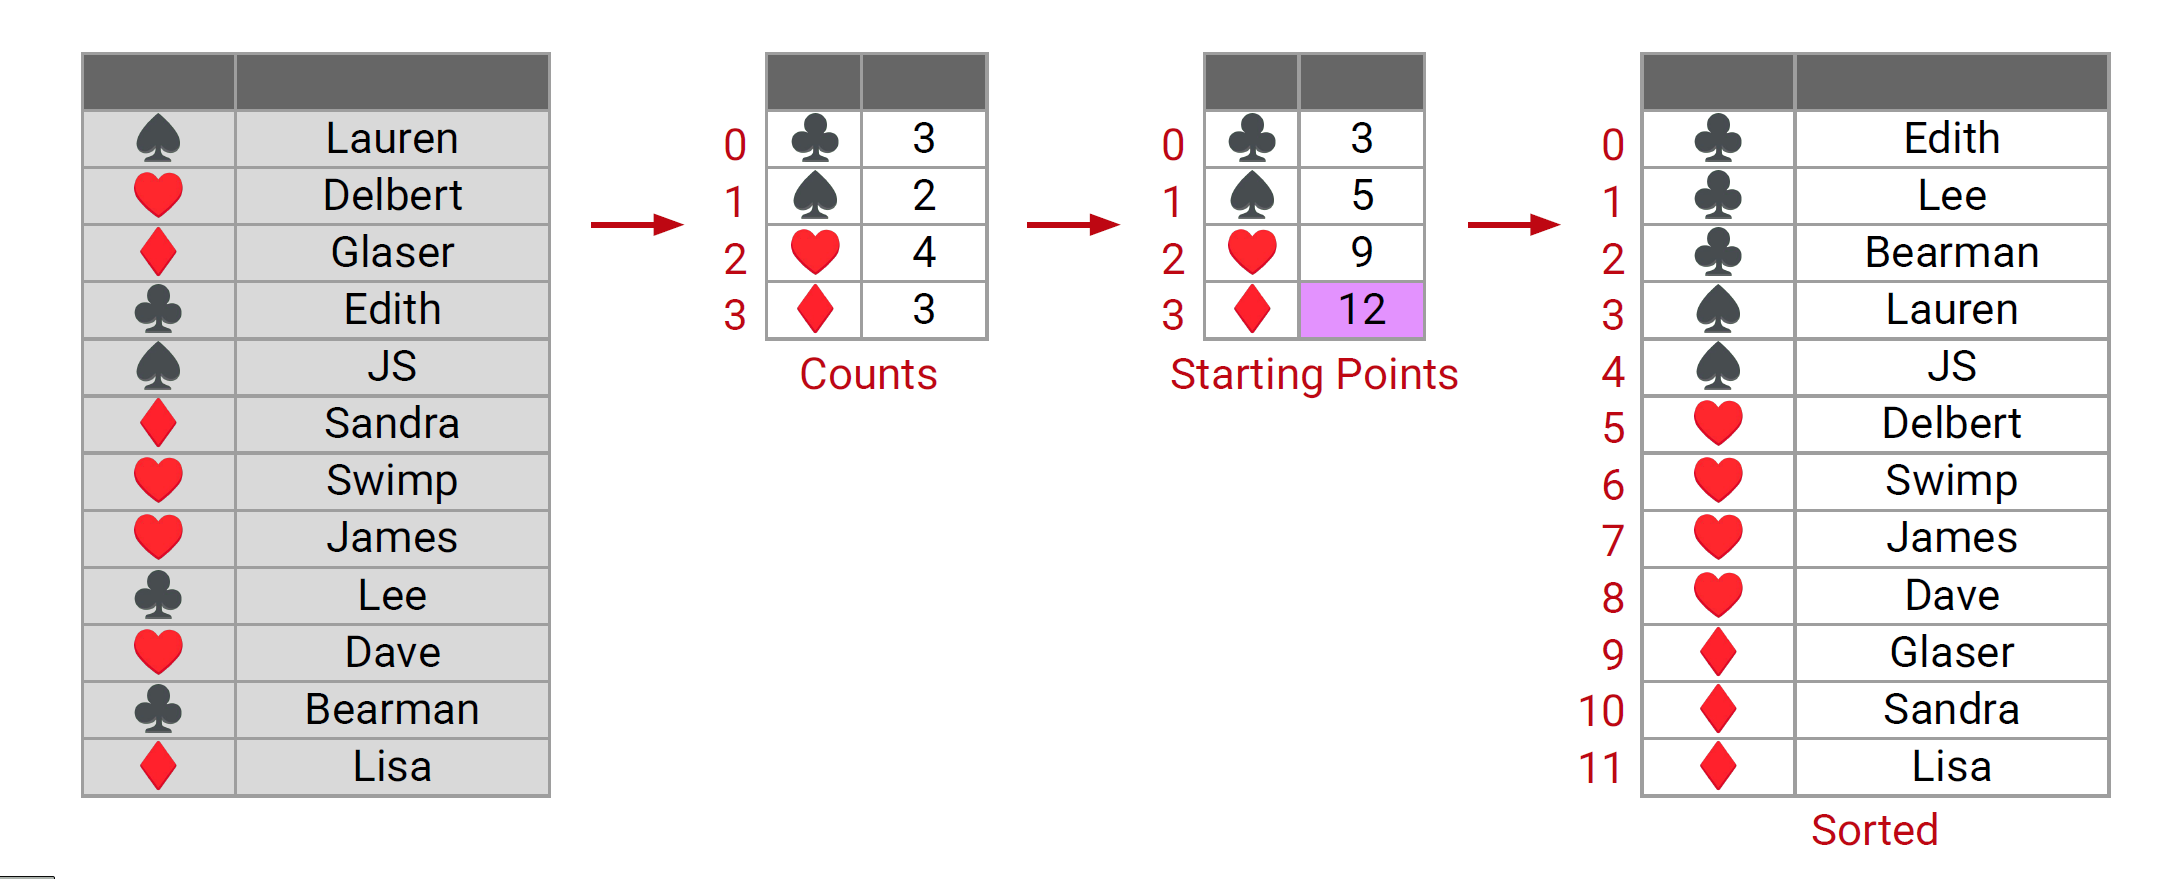 ♠ Lauren
♥ Delbert
♦ Glaser
♣ Edith
♠ JS
♦ Sandra
♥ Swimp
♥ James
♣ Lee
♥ Dave
♣ Bearman
♦ Lisa
0 ♣ 3
1 ♠ 2
2 ♥ 4
3 ♦ 3
Counts
0 ♣ 3
1 ♠ 5
2 ♥ 9
3 ♦ 12
Starting Points
0 ♣ Edith
1 ♣ Lee
2 ♣ Bearman
3 ♠ Lauren
4 ♠ JS
5 ♥ Delbert
6 ♥ Swimp
7 ♥ James
8 ♥ Dave
9 ♦ Glaser
10 ♦ Sandra
11 ♦ Lisa
Sorted